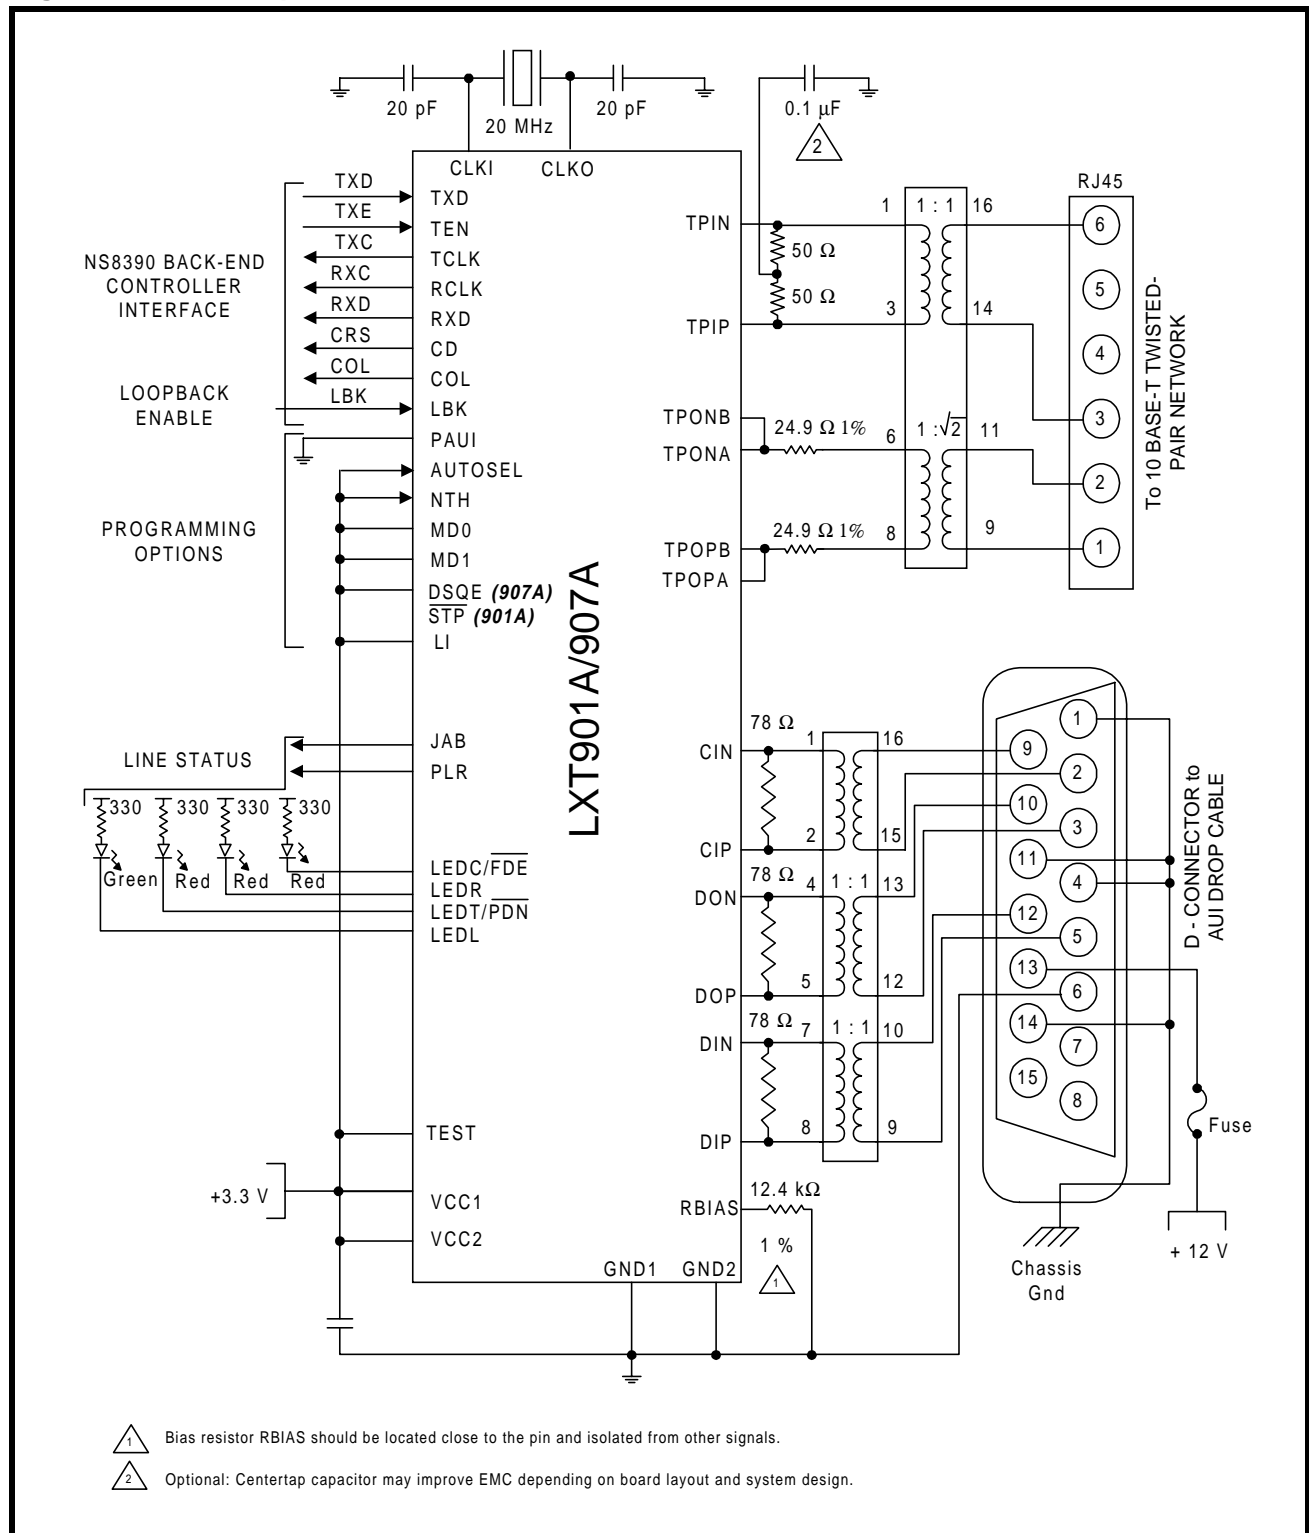 20 pF
20 MHz
20 pF
0.1 µF
2
CLKI
CLKO
NS8390 BACK-END
CONTROLLER
INTERFACE
LOOPBACK
ENABLE
PROGRAMMING
OPTIONS
TXD
TXE
TXC
RXC
RXD
CRS
COL
LBK
TXD
TEN
TCLK
RCLK
RXD
CD
COL
LBK
PAUI
AUTOSEL
NTH
MD0
MD1
DSQE (907A)
STP (901A)
LI
LINE STATUS
JAB
PLR
330
330
330
330
Green
Red
Red
Red
LEDC/FDE
LEDR
LEDT/PDN
LEDL
TEST
+3.3 V
VCC1
VCC2
LXT901A/907A
GND1
GND2
TPIN
TPIP
50 Ω
50 Ω
1
1 : 1
16
3
14
TPONB
TPONA
24.9 Ω 1%
6
1 :√2
11
TPOPB
TPOPA
24.9 Ω 1%
8
9
RJ45
6
5
4
3
2
1
To 10 BASE-T TWISTED-
PAIR NETWORK
CIN
78 Ω
1
16
CIP
2
15
DON
78 Ω
4
1 : 1
13
DOP
5
12
DIN
78 Ω
7
1 : 1
10
DIP
8
9
RBIAS
12.4 kΩ
1 %
1
1
9
2
10
3
11
4
12
5
13
6
14
7
15
8
D - CONNECTOR to
AUI DROP CABLE
Fuse
+ 12 V
Chassis
Gnd
1 Bias resistor RBIAS should be located close to the pin and isolated from other signals.
2 Optional: Centertap capacitor may improve EMC depending on board layout and system design.